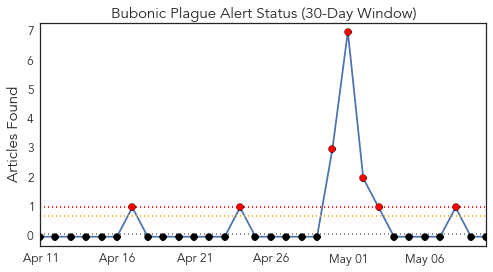 Bubonic Plague Alert Status (30-Day Window)
Articles Found
7
6
5
4
3
2
1
0
Apr 11 Apr 16 Apr 21 Apr 26 May 01 May 06